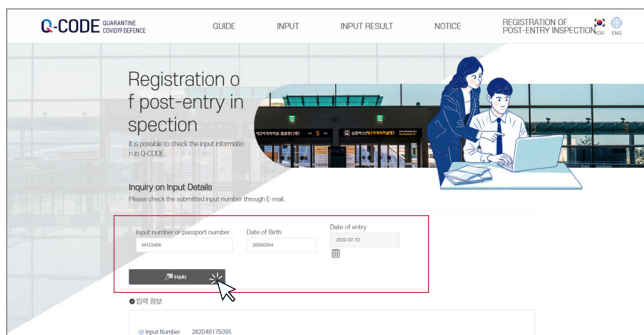 Q-CODE QUARANTINE COVID19 DEFENCE
GUIDE
INPUT
INPUT RESULT
NOTICE
REGISTRATION OF
POST-ENTRY INSPECTION
KOR ENG
Registration o
f post-entry in
spection
It is possible to check the input informatio
n in Q-CODE.
Inquiry on Input Details
Please check the submitted input number through E-mail.
Input number or passport number
Date of Birth
Date of entry
M123456
2022-07-12
Inquiry
입력 정보
Input Number 262048175095